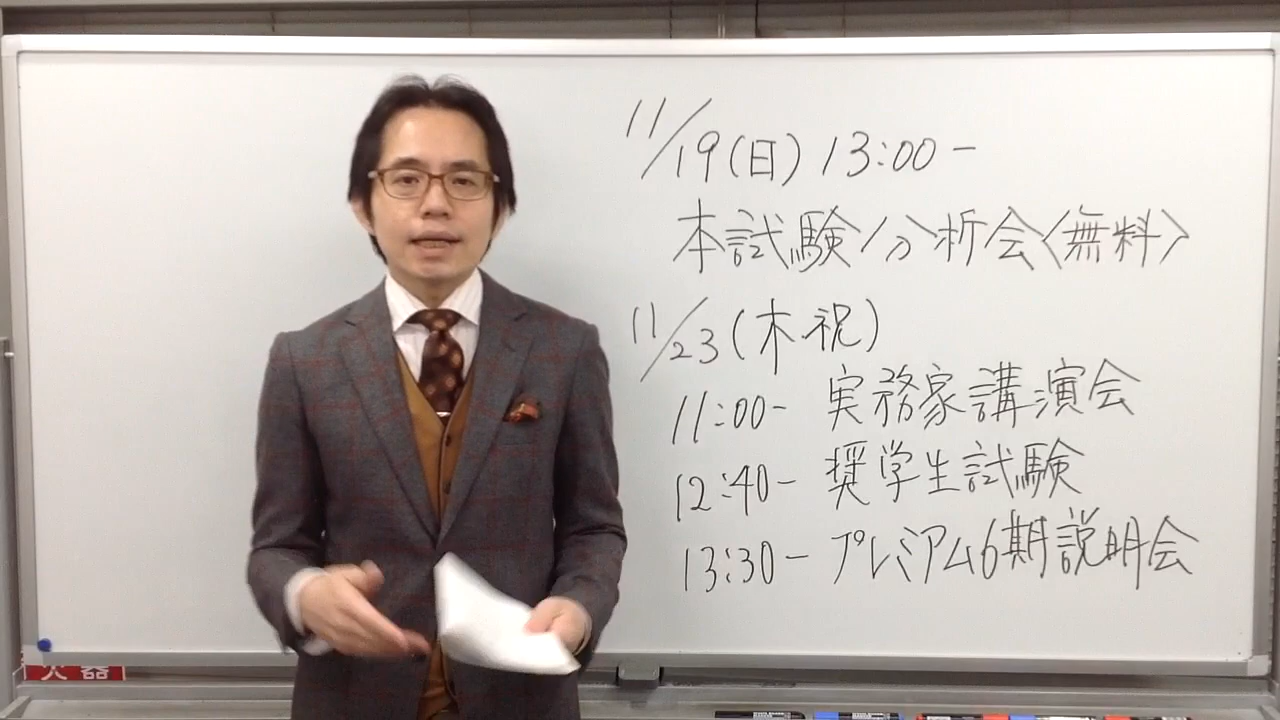 11/19(日) 13:00-
本試験分析会〈無料〉
11/23(木・祝)
11:00- 実務家講演会
12:40- 奨学生試験
13:30- プレミアム6期説明会
火器